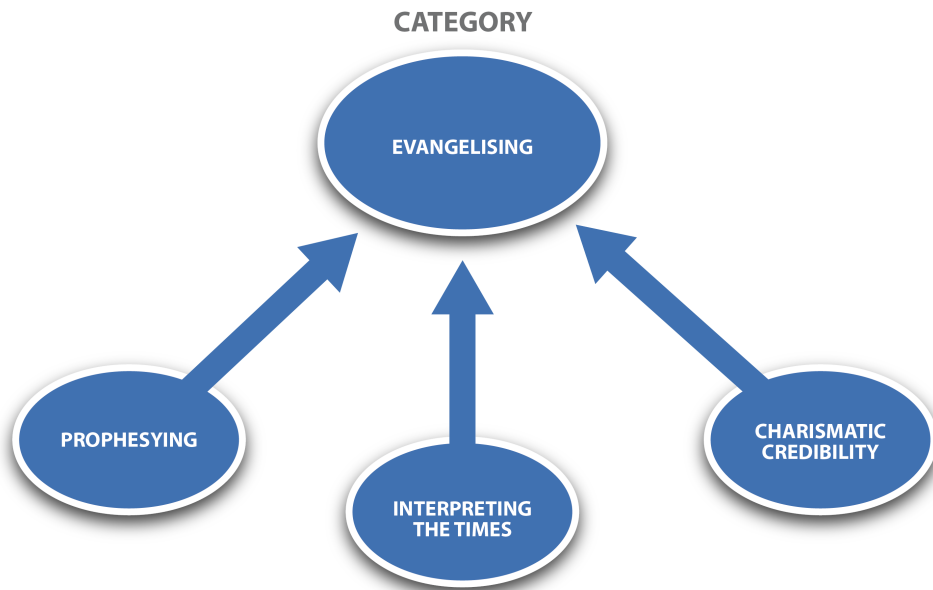 CATEGORY
EVANGELISING
PROPHESYING
INTERPRETING
THE TIMES
CHARISMATIC
CREDIBILITY